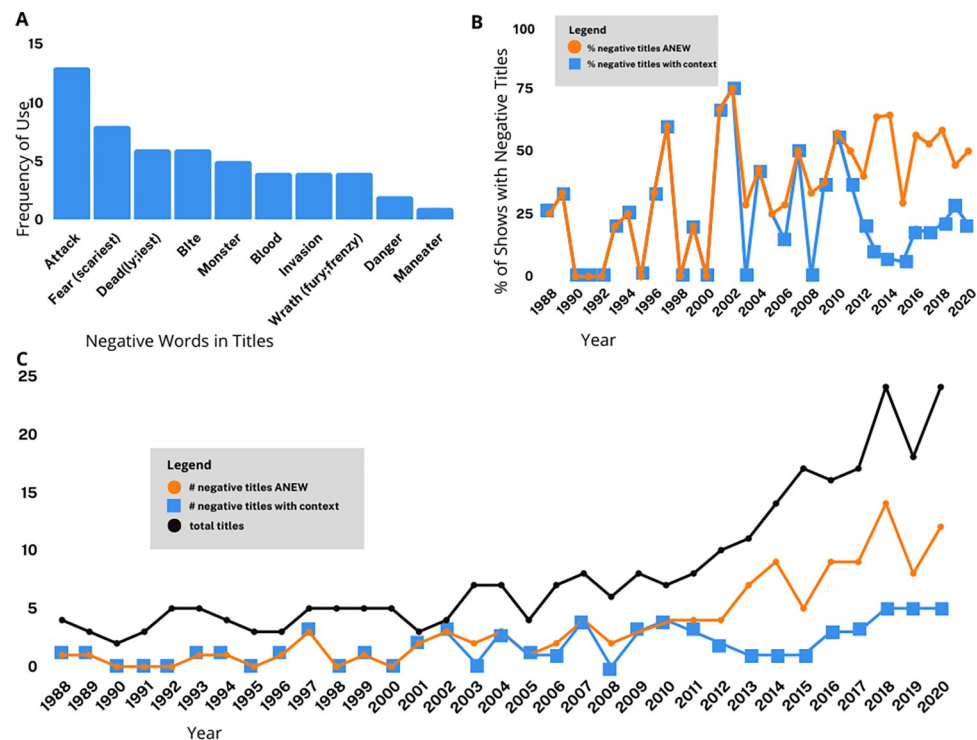 A
15
10
5
0
Frequency of Use
Attack
Fear (scariest)
Dead(ly;iest)
BIte
Monster
Blood
Invasion
Wrath (fury;frenzy)
Danger
Maneater
Negative Words in Titles
B
100
75
50
25
0
% of Shows with Negative Titles
Legend
% negative titles ANEW
% negative titles with context
1988
1990
1992
1994
1996
1998
2000
2002
2004
2006
2008
2010
2012
2014
2016
2018
2020
Year
C
25
20
15
10
5
0
Legend
# negative titles ANEW
# negative titles with context
total titles
1988
1989
1990
1991
1992
1993
1994
1995
1996
1997
1998
1999
2000
2001
2002
2003
2004
2005
2006
2007
2008
2009
2010
2011
2012
2013
2014
2015
2016
2017
2018
2019
2020
Year